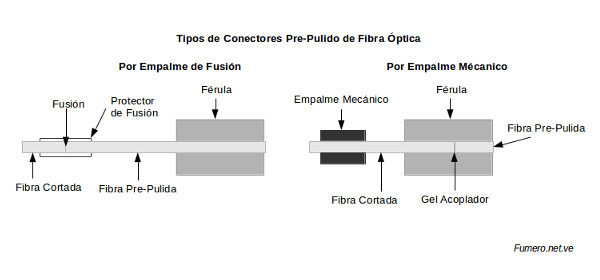 Tipos de Conectores Pre-Pulido de Fibra Óptica
Por Empalme de Fusión
Por Empalme Mécanico
Fusión
Protector
de Fusión
Férula
Fibra Cortada
Fibra Pre-Pulida
Empalme Mecánico
Férula
Fibra Pre-Pulida
Fibra Cortada
Gel Acoplador
Fumero.net.ve